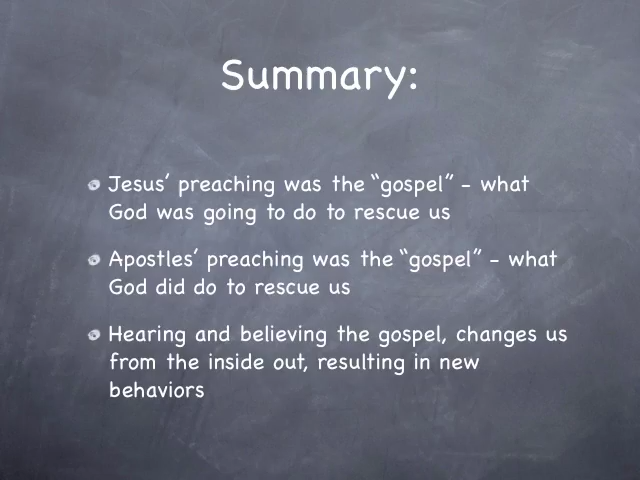 Summary:
Jesus’ preaching was the “gospel” - what
God was going to do to rescue us
Apostles’ preaching was the “gospel” - what
God did do to rescue us
Hearing and believing the gospel, changes us
from the inside out, resulting in new
behaviors